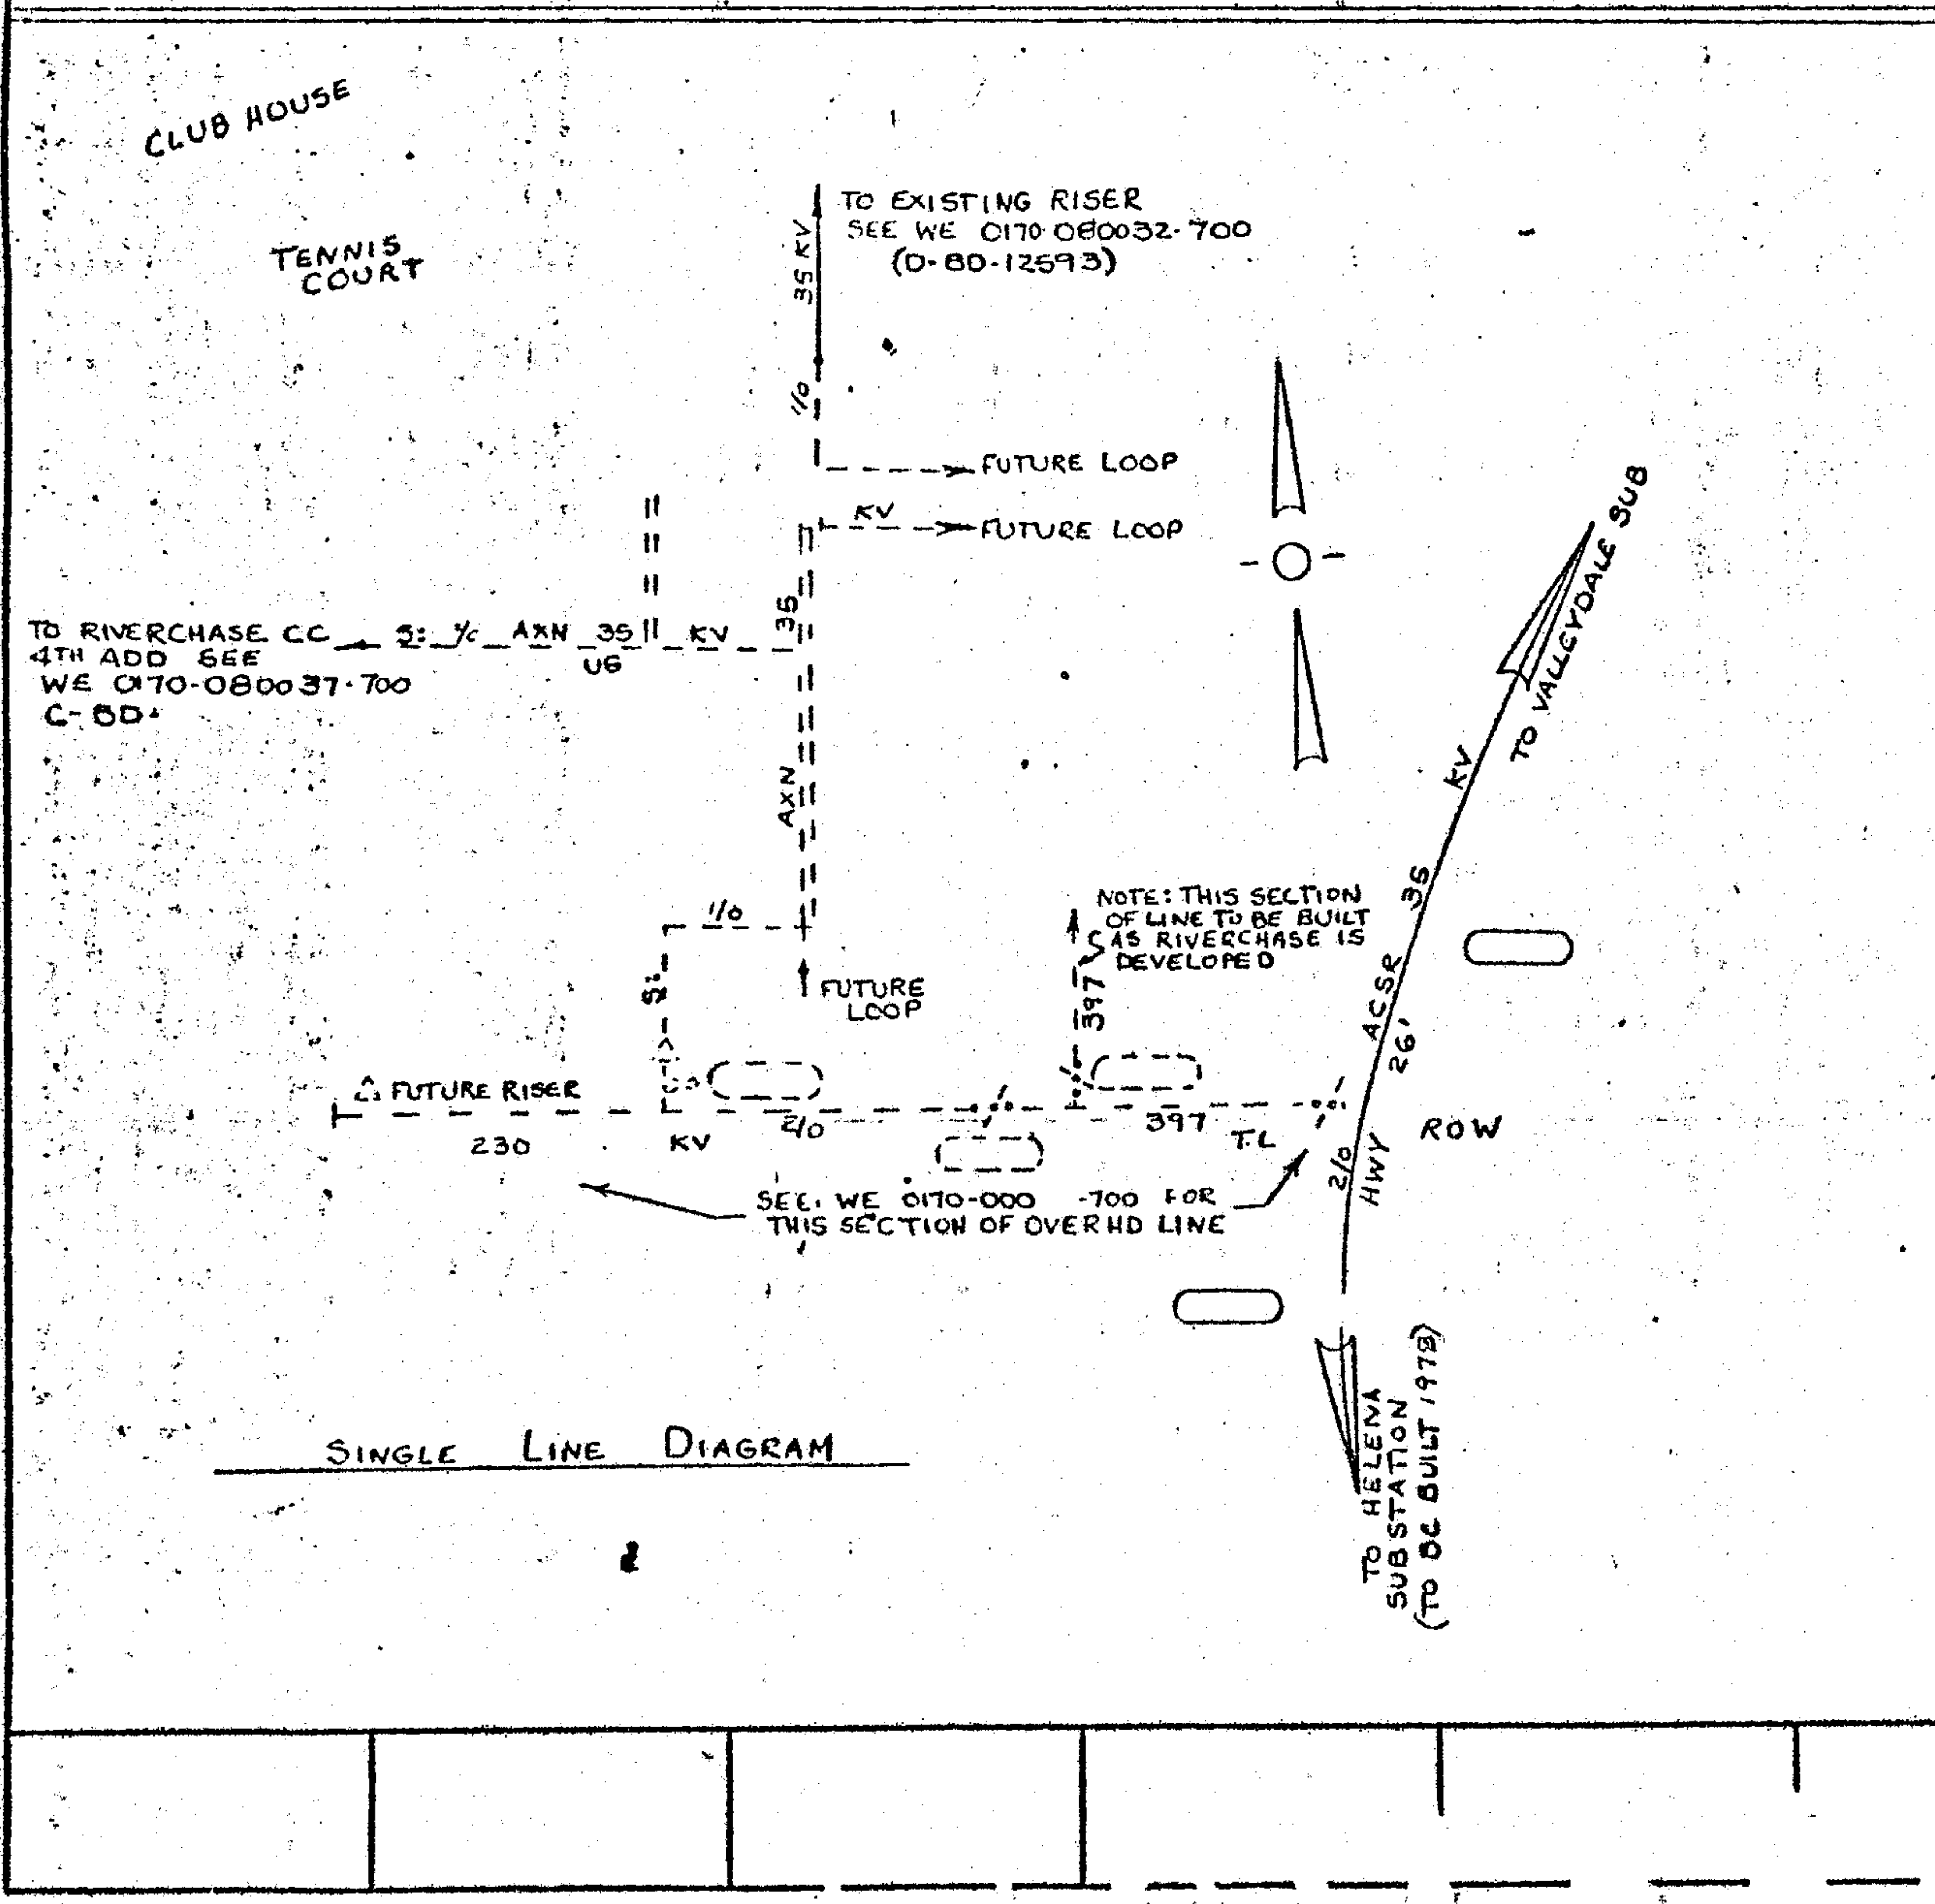 CLUB HOUSE
TENNIS
COURT
TO EXISTING RISER
SEE WE 0170-080032-700
(D-BD-12593)
35 KV
1/0
FUTURE LOOP
KV
FUTURE LOOP
TO VALLEYDALE SUB
TO RIVERCHASE CC
4TH ADD SEE
WE 0170-080037-700
C-BD-
AXN 35 KV
UG
35
AXN
KV
35
ACSR
26'
2/0
HWY
ROW
NOTE: THIS SECTION
OF LINE TO BE BUILT
AS RIVERCHASE IS
DEVELOPED
397
1/0
FUTURE
LOOP
FUTURE RISER
230 KV 2/0 397 T.L
SEE WE 0170-000 -700 FOR
THIS SECTION OF OVERHD LINE
TO HELENA
SUBSTATION
(TO BE BUILT 1978)
SINGLE LINE DIAGRAM